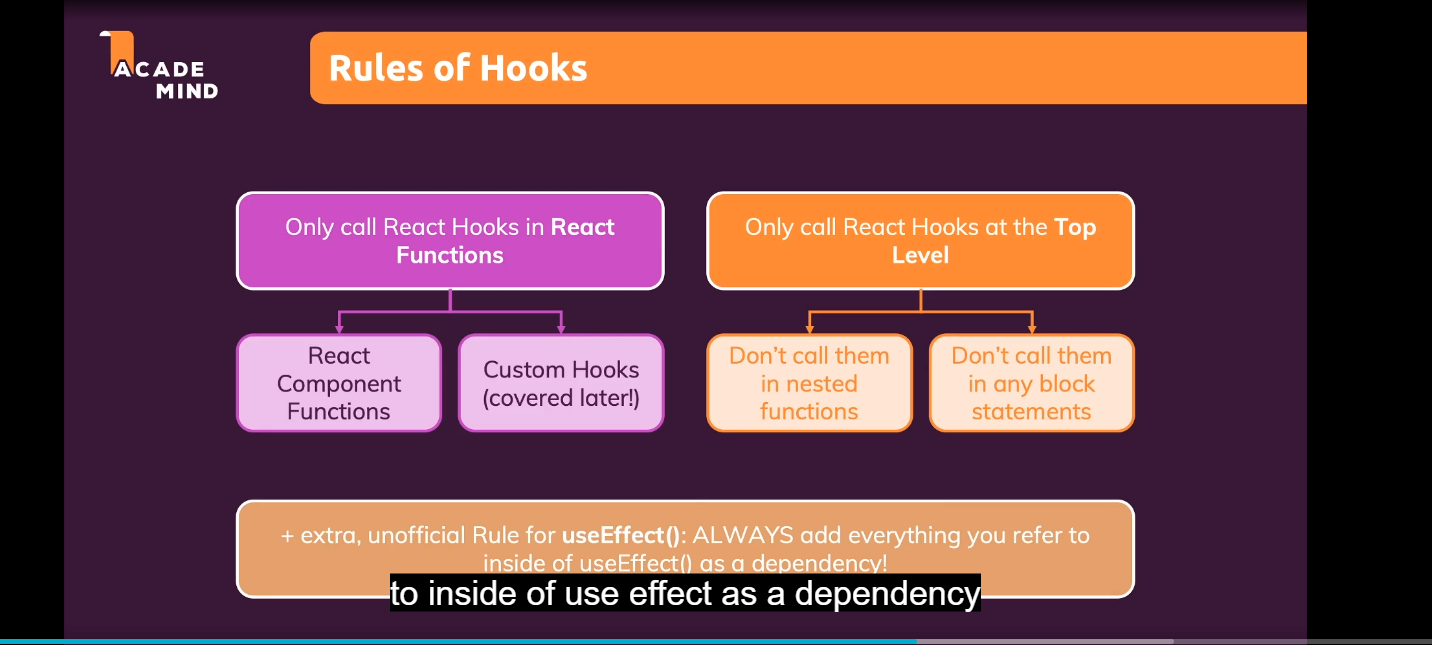 ACADE
MIND
Rules of Hooks
Only call React Hooks in React
Functions
Only call React Hooks at the Top
Level
React
Component
Functions
Custom Hooks
(covered later!)
Don’t call them
in nested
functions
Don’t call them
in any block
statements
+ extra, unofficial Rule for useEffect(): ALWAYS add everything you refer to
inside of useEffect() as a dependency!
to inside of use effect as a dependency